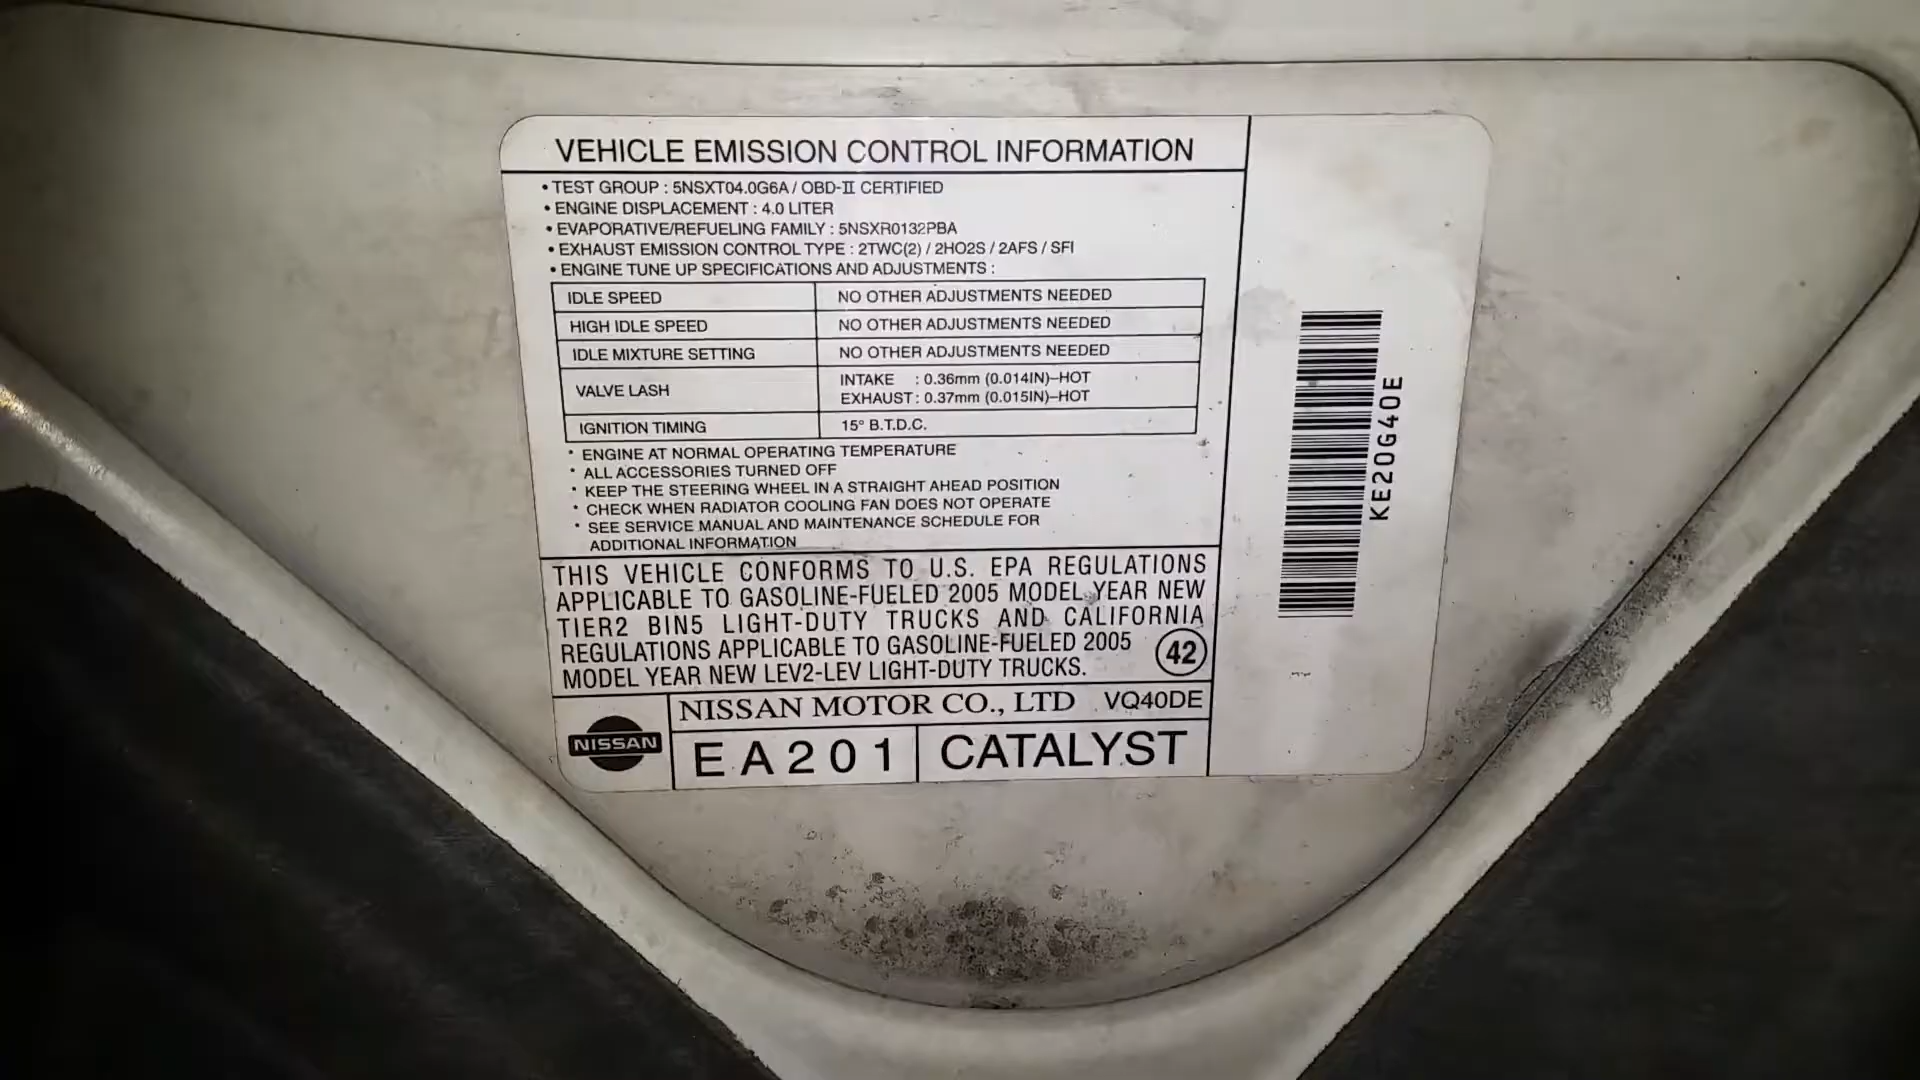 VEHICLE EMISSION CONTROL INFORMATION
• TEST GROUP : 5NSXT04.0G6A / OBD-II CERTIFIED
• ENGINE DISPLACEMENT : 4.0 LITER
• EVAPORATIVE/REFUELING FAMILY : 5NSXR0132PBA
• EXHAUST EMISSION CONTROL TYPE : 2TWC(2) / 2HO2S / 2AFS / SFI
• ENGINE TUNE UP SPECIFICATIONS AND ADJUSTMENTS :
IDLE SPEED NO OTHER ADJUSTMENTS NEEDED
HIGH IDLE SPEED NO OTHER ADJUSTMENTS NEEDED
IDLE MIXTURE SETTING NO OTHER ADJUSTMENTS NEEDED
VALVE LASH INTAKE : 0.36mm (0.014IN)–HOT
EXHAUST : 0.37mm (0.015IN)–HOT
IGNITION TIMING 15° B.T.D.C.
* ENGINE AT NORMAL OPERATING TEMPERATURE
* ALL ACCESSORIES TURNED OFF
* KEEP THE STEERING WHEEL IN A STRAIGHT AHEAD POSITION
* CHECK WHEN RADIATOR COOLING FAN DOES NOT OPERATE
* SEE SERVICE MANUAL AND MAINTENANCE SCHEDULE FOR
ADDITIONAL INFORMATION
THIS VEHICLE CONFORMS TO U.S. EPA REGULATIONS
APPLICABLE TO GASOLINE-FUELED 2005 MODEL YEAR NEW
TIER2 BIN5 LIGHT-DUTY TRUCKS AND CALIFORNIA
REGULATIONS APPLICABLE TO GASOLINE-FUELED 2005
MODEL YEAR NEW LEV2-LEV LIGHT-DUTY TRUCKS.
42
NISSAN
NISSAN MOTOR CO., LTD VQ40DE
EA201 CATALYST
KE20G40E